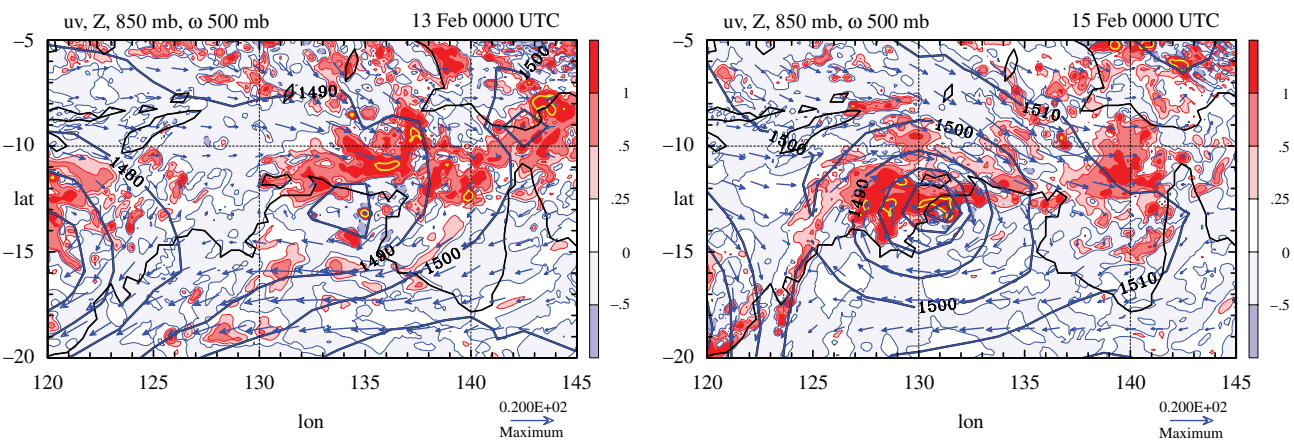 uv, Z, 850 mb, ω 500 mb 13 Feb 0000 UTC
−5
−10
lat
−15
−20
120 125 130 135 140 145
lon
1490
1500
1480
1490
1500
1
.5
.25
0
−.5
0.200E+02
Maximum
uv, Z, 850 mb, ω 500 mb 15 Feb 0000 UTC
−5
−10
lat
−15
−20
120 125 130 135 140 145
lon
1510
1500
1500
1490
1510
1500
1
.5
.25
0
−.5
0.200E+02
Maximum